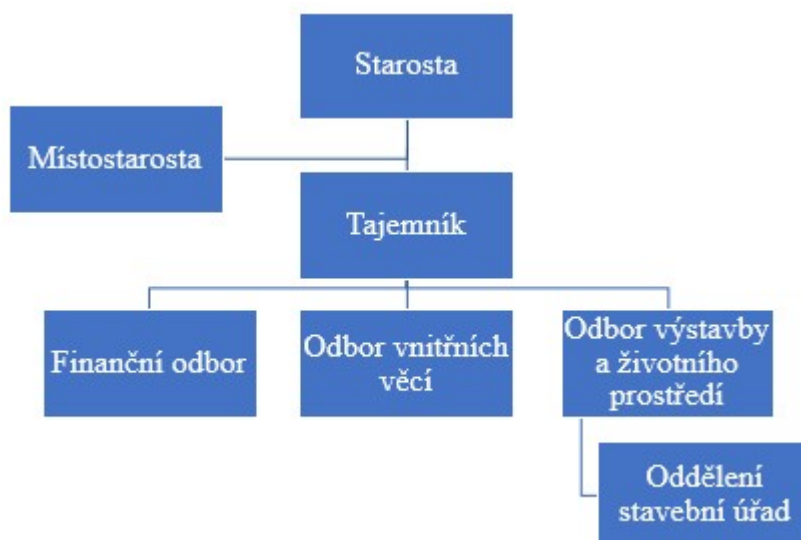 Starosta
Místostarosta
Tajemník
Finanční odbor
Odbor vnitřních
věcí
Odbor výstavby
a životního
prostředí
Oddělení
stavební úřad